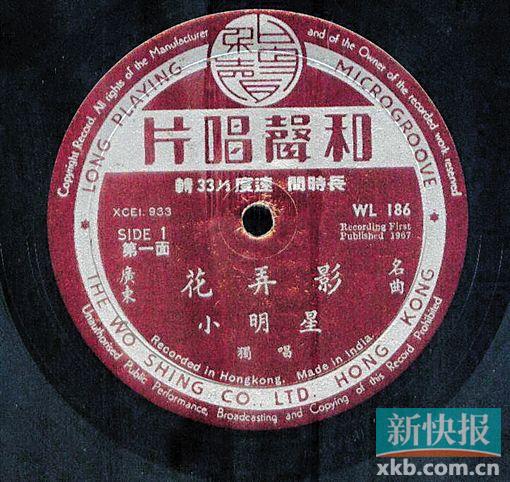 Copyright Record. All rights of the Manufacturer and of the Owner of the recorded work reserved
LONG PLAYING MICROGROOVE
和聲唱片
長時間 速度33⅓轉
XCEL 933
WL 186
SIDE 1
第一面
Recording First
Published 1967
廣東
名曲
花弄影
小明星
獨唱
Recorded in Hongkong, Made in India.
THE WO SHING CO., LTD. HONG KONG
Unauthorised Public Performance, Broadcasting and Copying of this Record Prohibited
新快报
xkb.com.cn